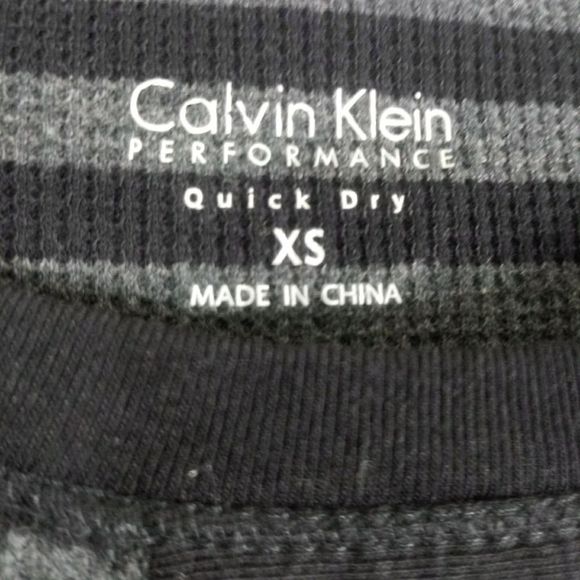 Calvin Klein
PERFORMANCE
Quick Dry
XS
MADE IN CHINA